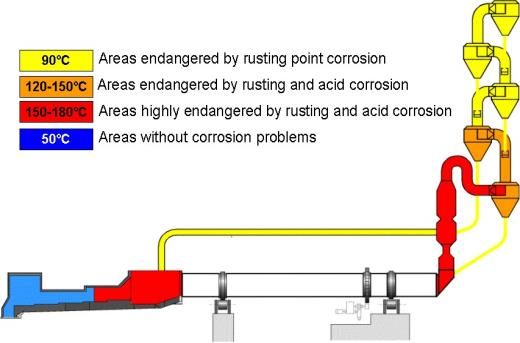 90°C Areas endangered by rusting point corrosion
120-150°C Areas endangered by rusting and acid corrosion
150-180°C Areas highly endangered by rusting and acid corrosion
50°C Areas without corrosion problems